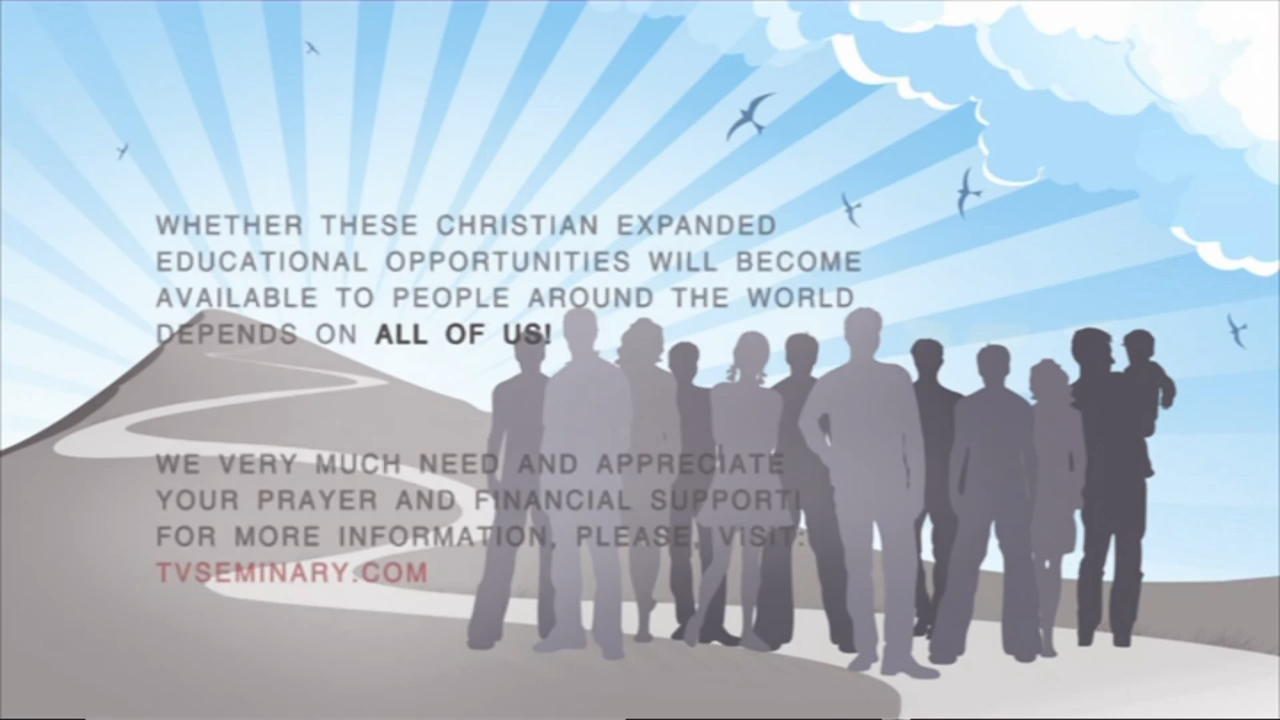 WHETHER THESE CHRISTIAN EXPANDED
EDUCATIONAL OPPORTUNITIES WILL BECOME
AVAILABLE TO PEOPLE AROUND THE WORLD
DEPENDS ON ALL OF US!
WE VERY MUCH NEED AND APPRECIATE
YOUR PRAYER AND FINANCIAL SUPPORT!
FOR MORE INFORMATION, PLEASE, VISIT:
TVSEMINARY.COM